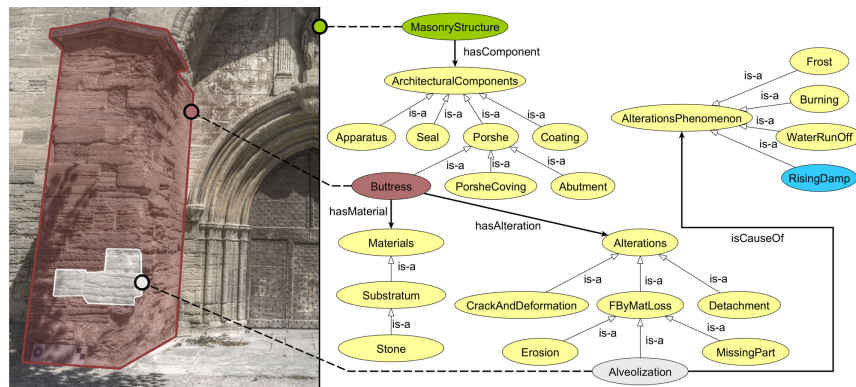 MasonryStructure
hasComponent
ArchitecturalComponents
is-a
is-a
is-a
is-a
Apparatus
Seal
Porshe
Coating
is-a
is-a
is-a
Buttress
PorsheCoving
Abutment
Frost
is-a
Burning
is-a
AlterationsPhenomenon
is-a
WaterRunOff
is-a
RisingDamp
hasMaterial
hasAlteration
isCauseOf
Materials
Alterations
is-a
is-a
is-a
is-a
Substratum
CrackAndDeformation
FByMatLoss
Detachment
is-a
is-a
is-a
is-a
Stone
Erosion
MissingPart
Alveolization